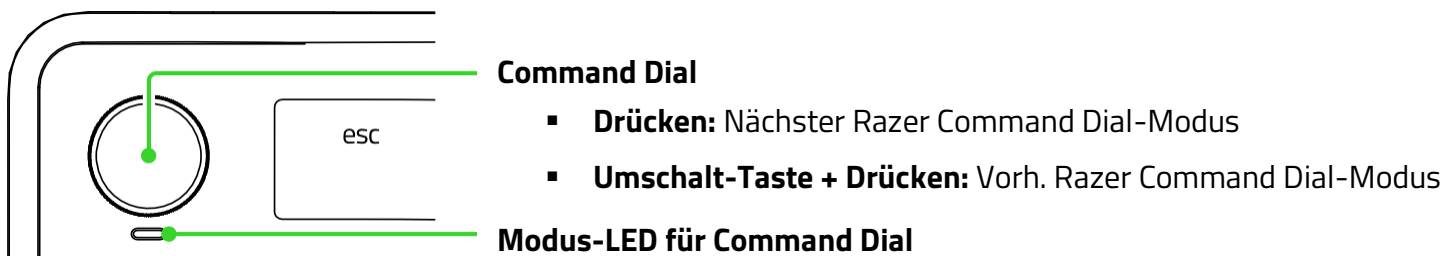 Command Dial
esc
▪ Drücken: Nächster Razer Command Dial-Modus
▪ Umschalt-Taste + Drücken: Vorh. Razer Command Dial-Modus
Modus-LED für Command Dial